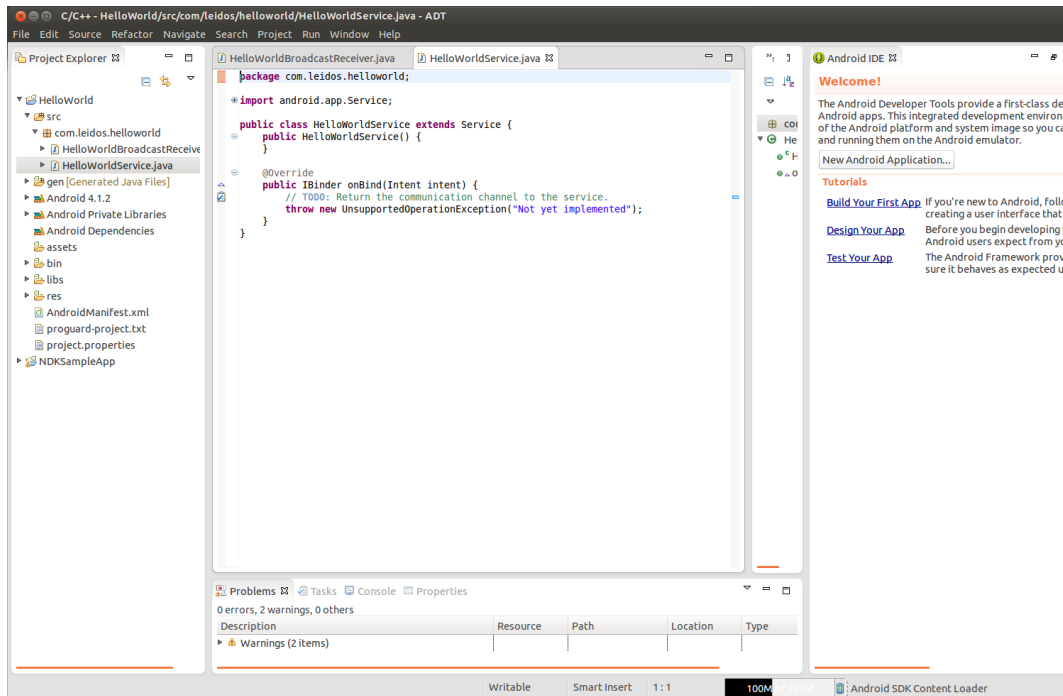 C/C++ - HelloWorld/src/com/leidos/helloworld/HelloWorldService.java - ADT
File Edit Source Refactor Navigate Search Project Run Window Help
Project Explorer
HelloWorld
src
com.leidos.helloworld
HelloWorldBroadcastReceive
HelloWorldService.java
gen [Generated Java Files]
Android 4.1.2
Android Private Libraries
Android Dependencies
assets
bin
libs
res
AndroidManifest.xml
proguard-project.txt
project.properties
NDKSampleApp
HelloWorldBroadcastReceiver.java HelloWorldService.java
package com.leidos.helloworld;
import android.app.Service;
public class HelloWorldService extends Service {
public HelloWorldService() {
}
@Override
public IBinder onBind(Intent intent) {
// TODO: Return the communication channel to the service.
throw new UnsupportedOperationException("Not yet implemented");
}
}
Problems Tasks Console Properties
0 errors, 2 warnings, 0 others
Description Resource Path Location Type
Warnings (2 items)
He
Android IDE
Welcome!
The Android Developer Tools provide a first-class de
Android apps. This integrated development environ
of the Android platform and system image so you ca
and running them on the Android emulator.
New Android Application...
Tutorials
Build Your First App If you're new to Android, follo
creating a user interface that
Design Your App Before you begin developing
Android users expect from yo
Test Your App The Android Framework prov
sure it behaves as expected u
Writable Smart Insert 1 : 1 100M Android SDK Content Loader